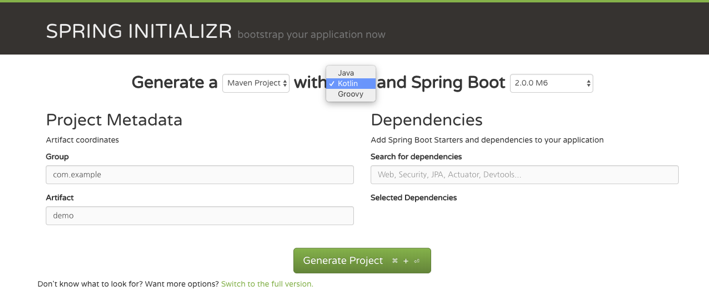 SPRING INITIALIZR bootstrap your application now
Java
Generate a Maven Project with ✓ Kotlin and Spring Boot 2.0.0 M6
Groovy
Project Metadata
Artifact coordinates
Group
com.example
Artifact
demo
Dependencies
Add Spring Boot Starters and dependencies to your application
Search for dependencies
Web, Security, JPA, Actuator, Devtools...
Selected Dependencies
Generate Project ⌘ + ⏎
Don't know what to look for? Want more options? Switch to the full version.